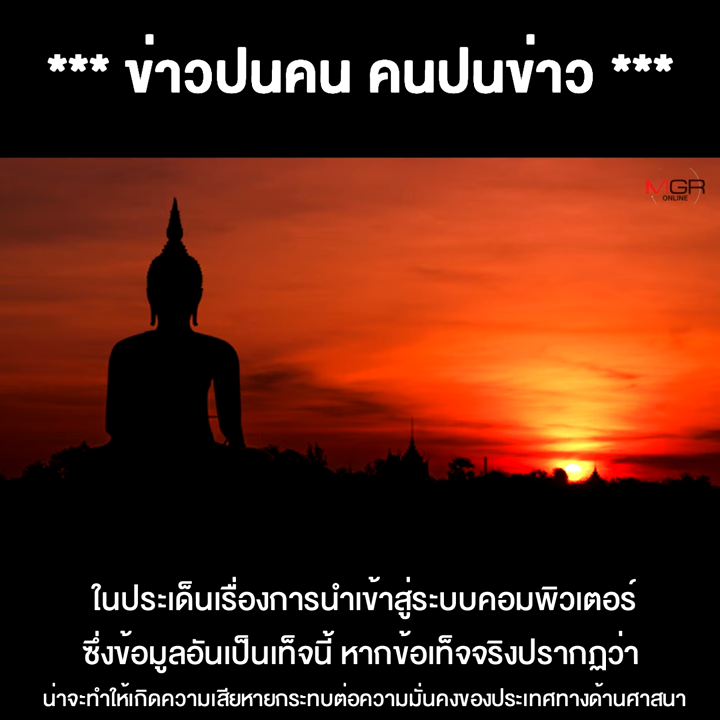 *** ข่าวปนคน คนปนข่าว ***
MGR
ONLINE
ในประเด็นเรื่องการนำเข้าสู่ระบบคอมพิวเตอร์
ซึ่งข้อมูลอันเป็นเท็จนี้ หากข้อเท็จจริงปรากฏว่า
น่าจะทำให้เกิดความเสียหายกระทบต่อความมั่นคงของประเทศทางด้านศาสนา